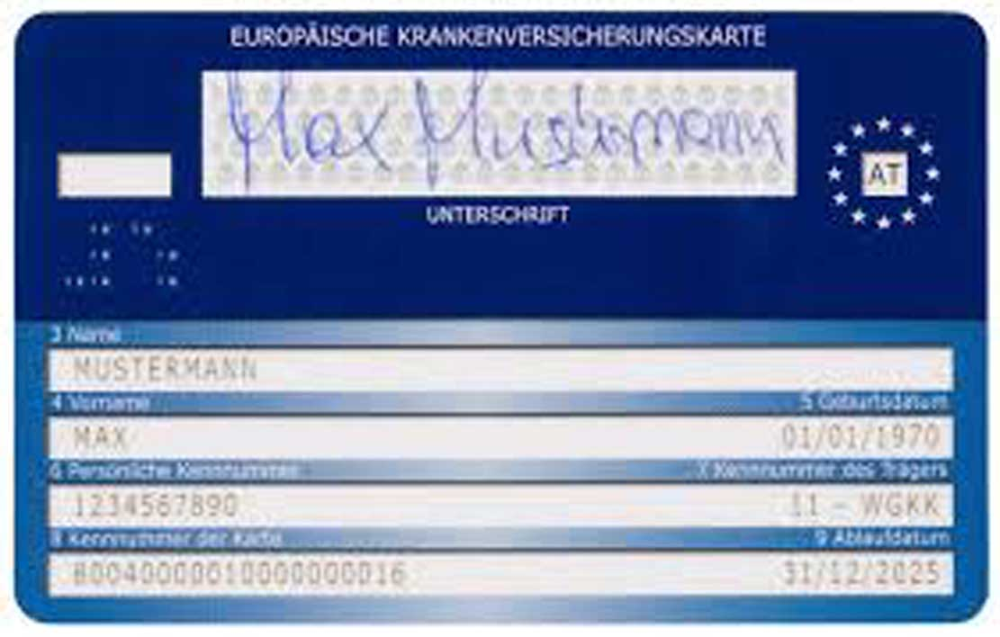 EUROPÄISCHE KRANKENVERSICHERUNGSKARTE
Max Mustermann
UNTERSCHRIFT
AT
3 Name
MUSTERMANN
4 Vorname 5 Geburtsdatum
MAX 01/01/1970
6 Persönliche Kennnummer 7 Kennnummer des Trägers
1234567890 11 - WGKK
8 Kennnummer der Karte 9 Ablaufdatum
31/12/2025